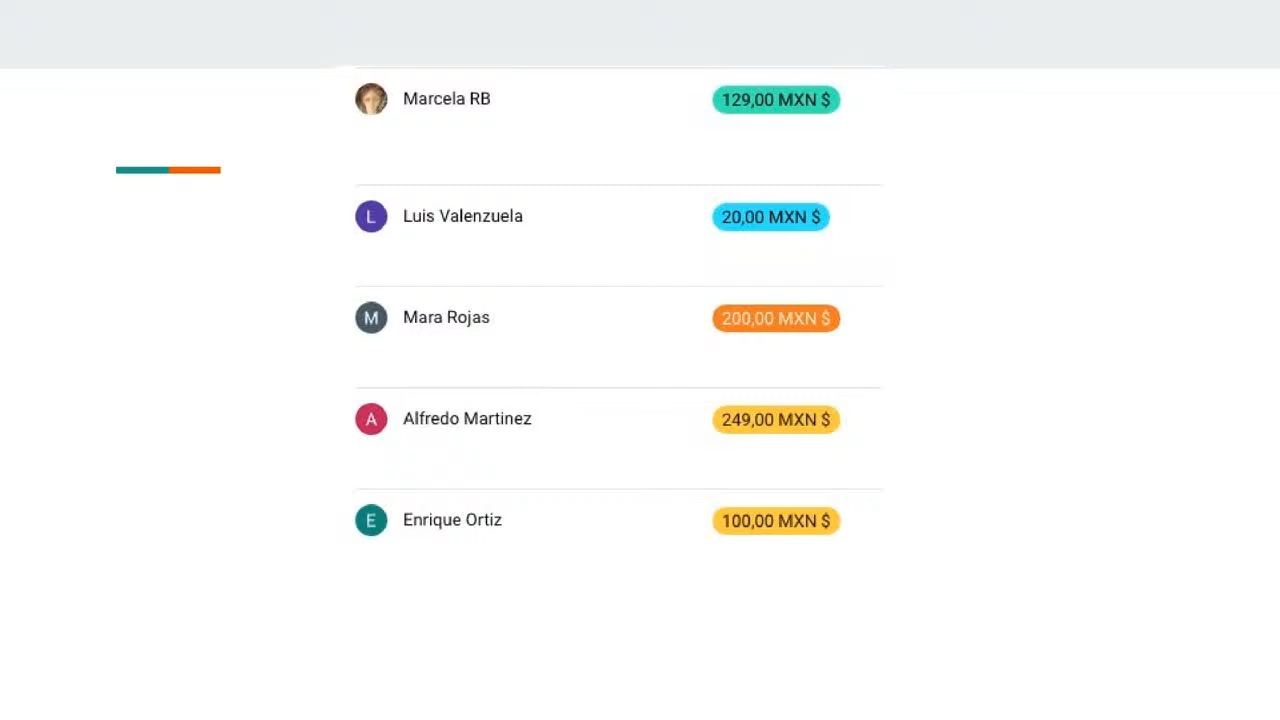 Marcela RB 129,00 MXN $
L Luis Valenzuela 20,00 MXN $
M Mara Rojas 200,00 MXN $
A Alfredo Martinez 249,00 MXN $
E Enrique Ortiz 100,00 MXN $